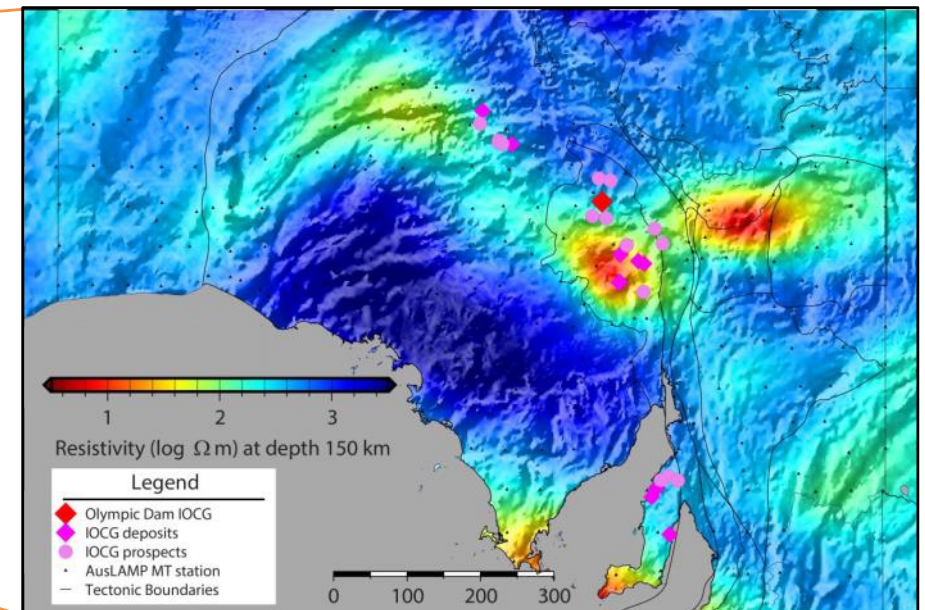 1 2 3
Resistivity (log Ω m) at depth 150 km
Legend
Olympic Dam IOCG
IOCG deposits
IOCG prospects
AusLAMP MT station
Tectonic Boundaries
0 100 200 300